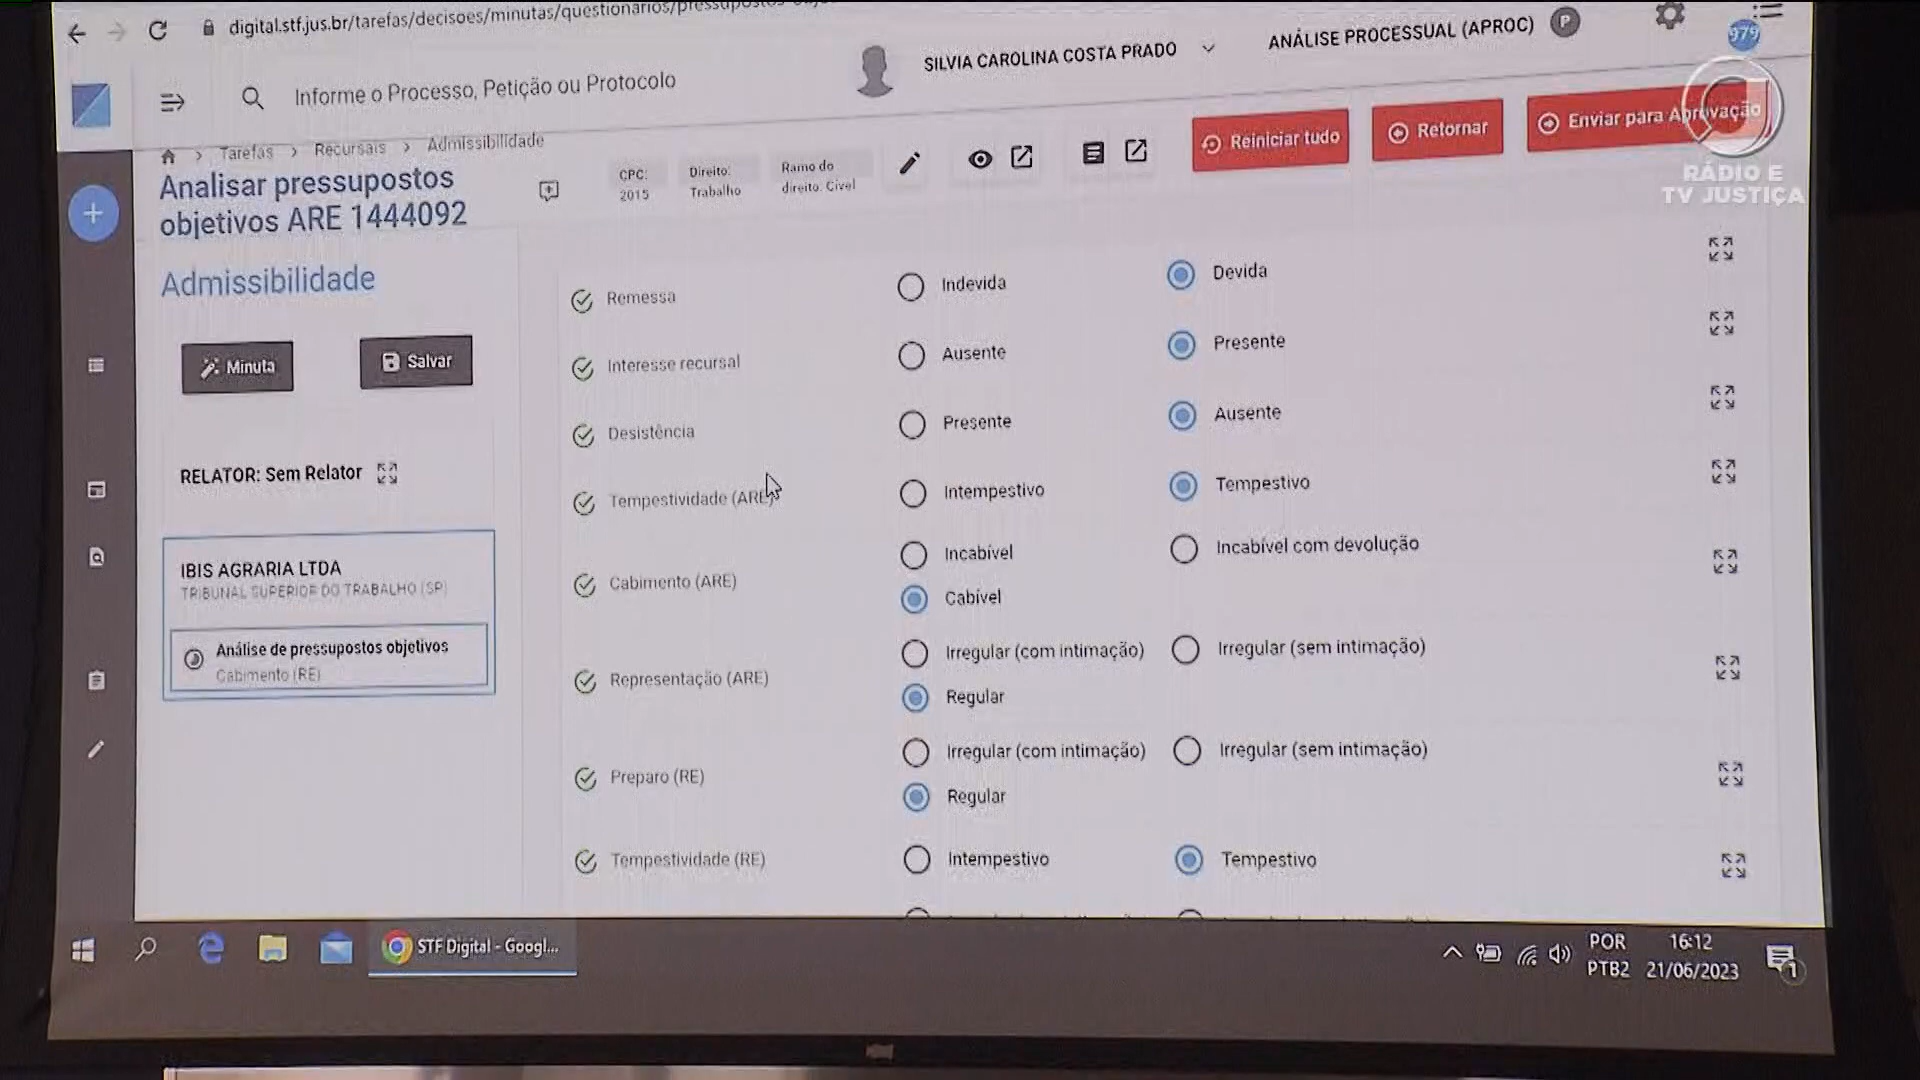 digital.stf.jus.br/tarefas/decisoes/minutas/questionarios/
SILVIA CAROLINA COSTA PRADO
ANÁLISE PROCESSUAL (APROC)
P
979
Informe o Processo, Petição ou Protocolo
Tarefas > Recursais > Admissibilidade
Analisar pressupostos
objetivos ARE 1444092
CPC:
2015
Direito:
Trabalho
Ramo do
direito: Cível
Reiniciar tudo
Retornar
Enviar para Aprovação
RÁDIO E
TV JUSTIÇA
Admissibilidade
Minuta
Salvar
RELATOR: Sem Relator
IBIS AGRARIA LTDA
TRIBUNAL SUPERIOR DO TRABALHO (SP)
Análise de pressupostos objetivos
Cabimento (RE)
Remessa
Indevida
Devida
Interesse recursal
Ausente
Presente
Desistência
Presente
Ausente
Tempestividade (ARE)
Intempestivo
Tempestivo
Cabimento (ARE)
Incabível
Incabível com devolução
Cabível
Representação (ARE)
Irregular (com intimação)
Irregular (sem intimação)
Regular
Preparo (RE)
Irregular (com intimação)
Irregular (sem intimação)
Regular
Tempestividade (RE)
Intempestivo
Tempestivo
STF Digital - Googl...
POR
PTB2
16:12
21/06/2023
1